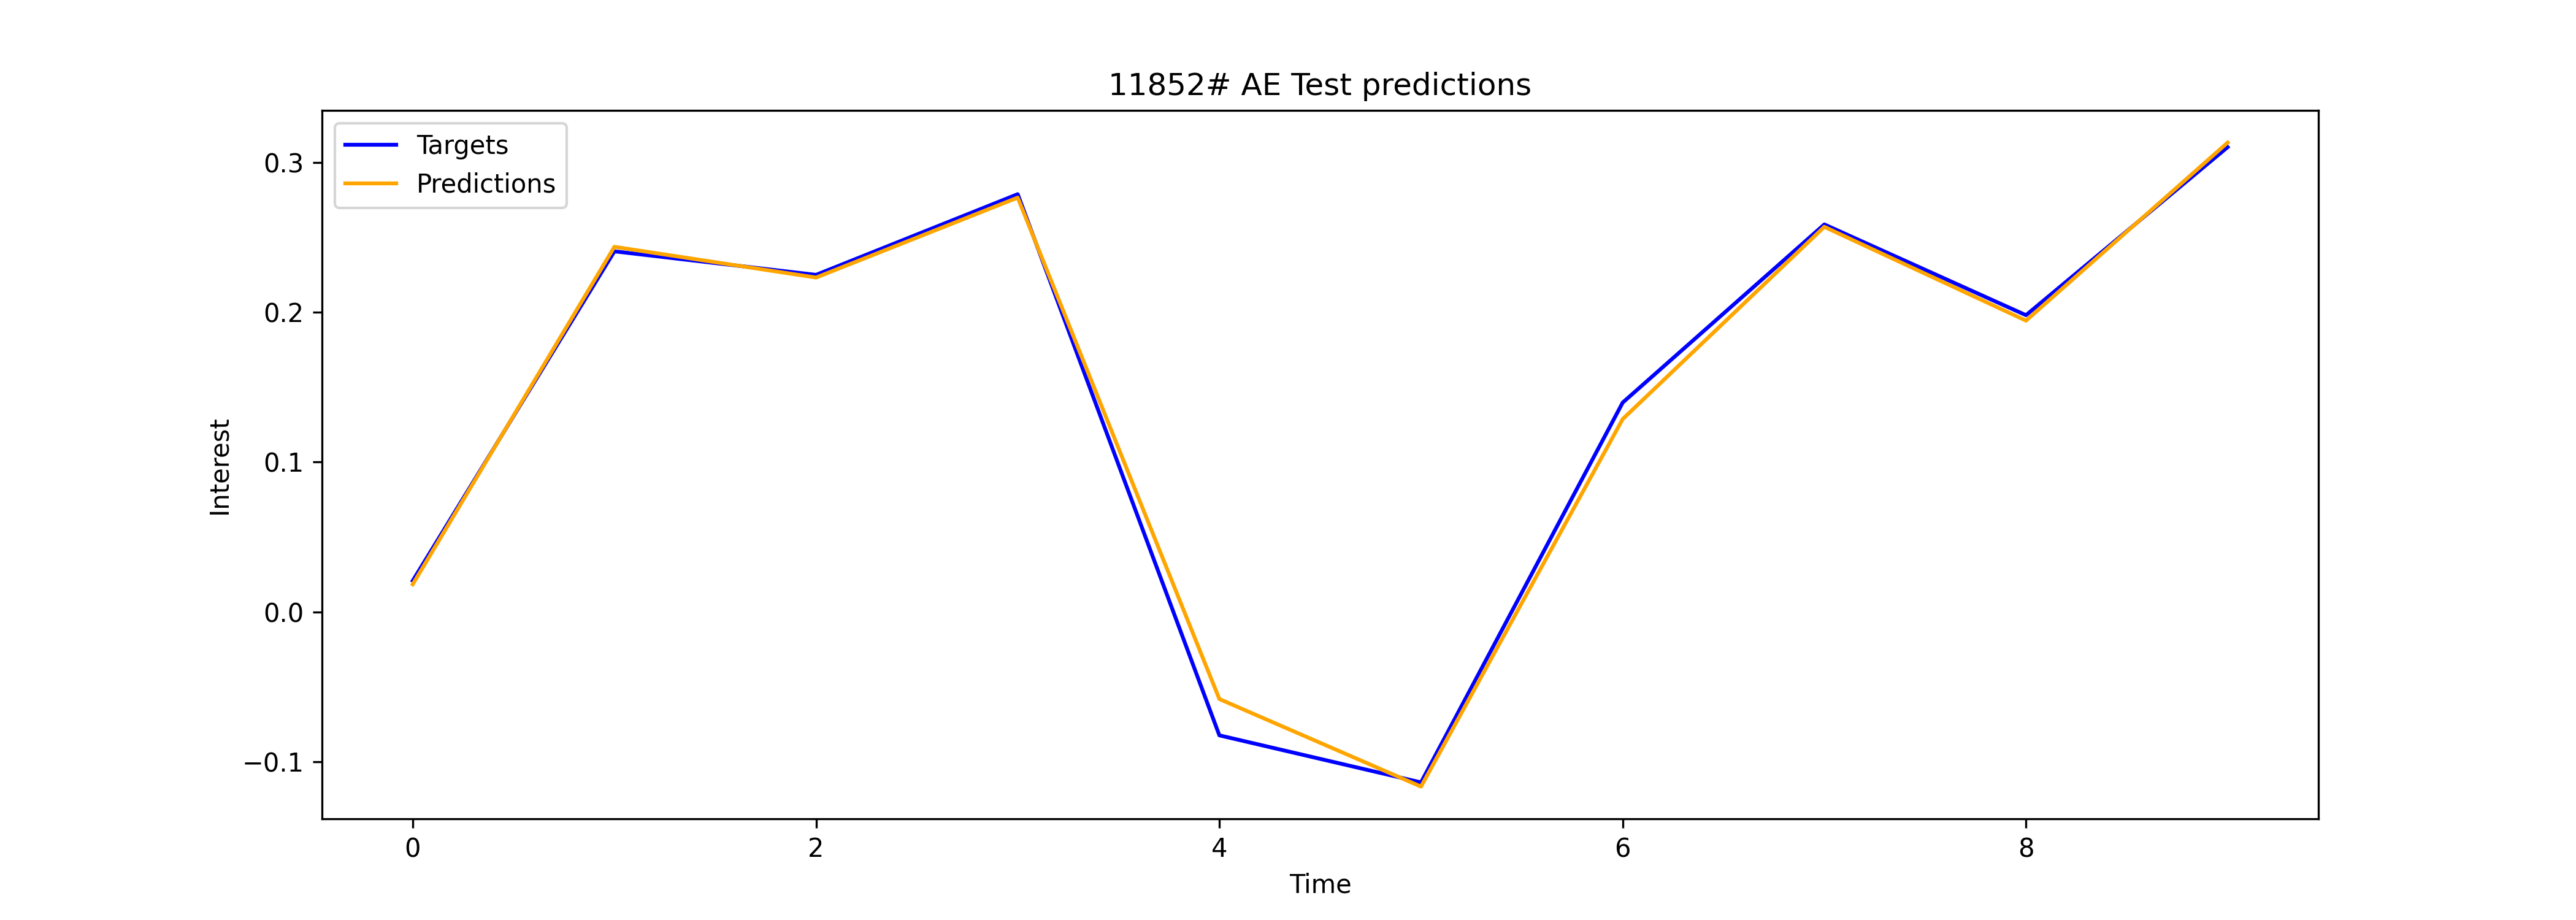 11852# AE Test predictions
Targets
Predictions
0.3
0.2
0.1
0.0
−0.1
Interest
0 2 4 6 8
Time